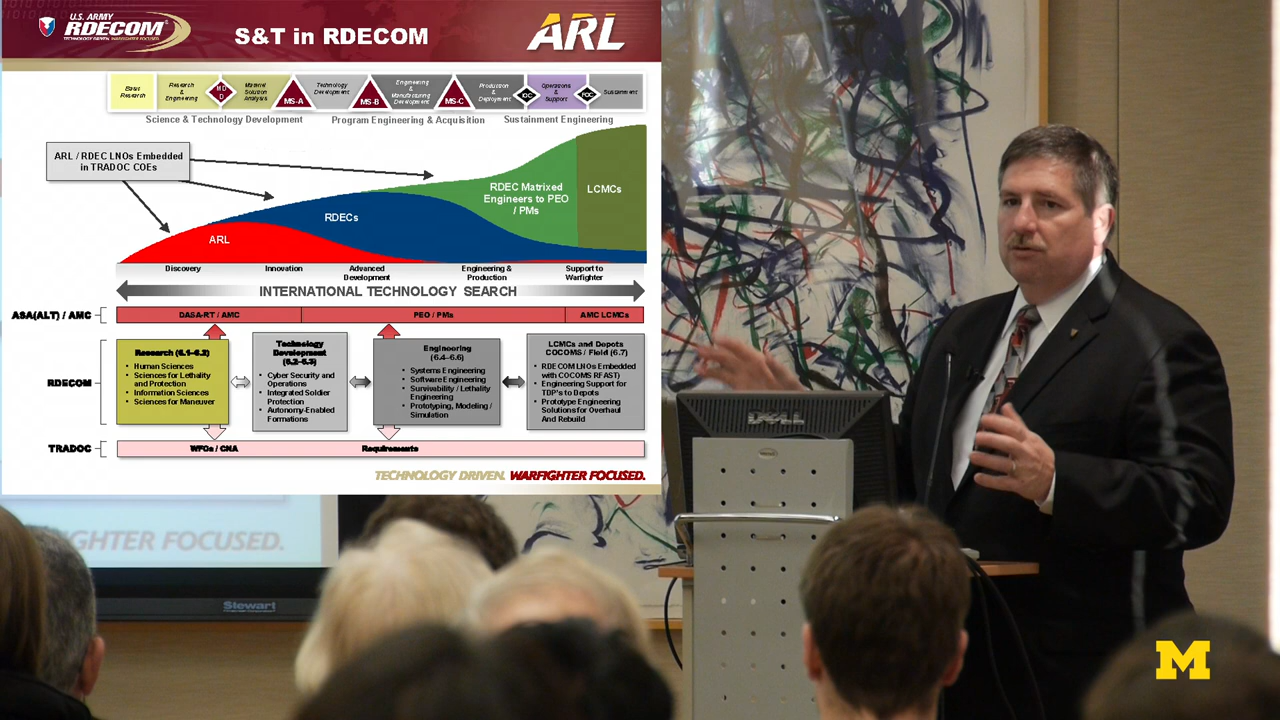 U.S. ARMY
RDECOM
TECHNOLOGY DRIVEN. WARFIGHTER FOCUSED.
S&T in RDECOM
ARL
Basic
Research
Research
&
Engineering
M D
D
Materiel
Solution
Analysis
MS-A
Technology
Development
MS-B
Engineering
&
Manufacturing
Development
MS-C
Production
&
Deployment
IOC
Operations
&
Support
FOC
Sustainment
Science & Technology Development
Program Engineering & Acquisition
Sustainment Engineering
ARL / RDEC LNOs Embedded
in TRADOC COEs
ARL
RDECs
RDEC Matrixed
Engineers to PEO
/ PMs
LCMCs
Discovery
Innovation
Advanced
Development
Engineering &
Production
Support to
Warfighter
INTERNATIONAL TECHNOLOGY SEARCH
ASA(ALT) / AMC
DASA-RT / AMC
PEO / PMs
AMC LCMCs
RDECOM
Research (6.1-6.2)
• Human Sciences
• Sciences for Lethality
and Protection
• Information Sciences
• Sciences for Maneuver
Technology
Development
(6.2-6.3)
• Cyber Security and
Operations
• Integrated Soldier
Protection
• Autonomy-Enabled
Formations
Engineering
(6.4-6.6)
• Systems Engineering
• Software Engineering
• Survivability / Lethality
Engineering
• Prototyping, Modeling /
Simulation
LCMCs and Depots
COCOMS / Field (6.7)
• RDECOM LNOs Embedded
with COCOMS RFAST)
• Engineering Support for
TDP's to Depots
• Prototype Engineering
Solutions for Overhaul
And Rebuild
TRADOC
WFOs / CNA
Requirements
TECHNOLOGY DRIVEN. WARFIGHTER FOCUSED.
GHTER FOCUSED.
Stewart
DELL
M